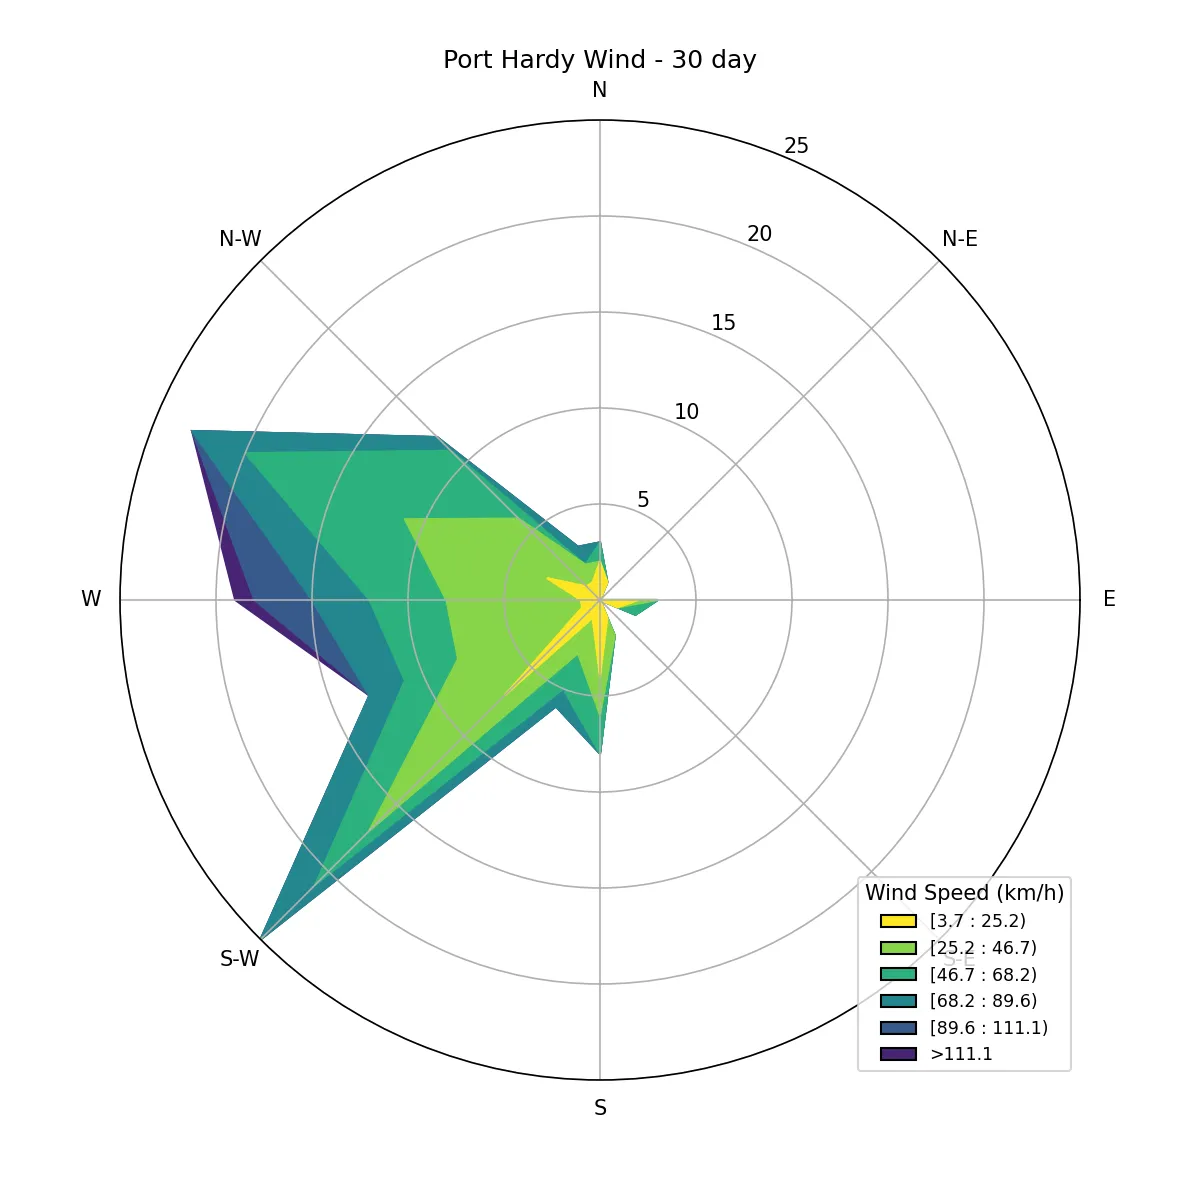 Port Hardy Wind - 30 day
N
25
N-W
N-E
20
15
10
5
W
E
S-W
S-E
Wind Speed (km/h)
[3.7 : 25.2)
[25.2 : 46.7)
[46.7 : 68.2)
[68.2 : 89.6)
[89.6 : 111.1)
>111.1
S